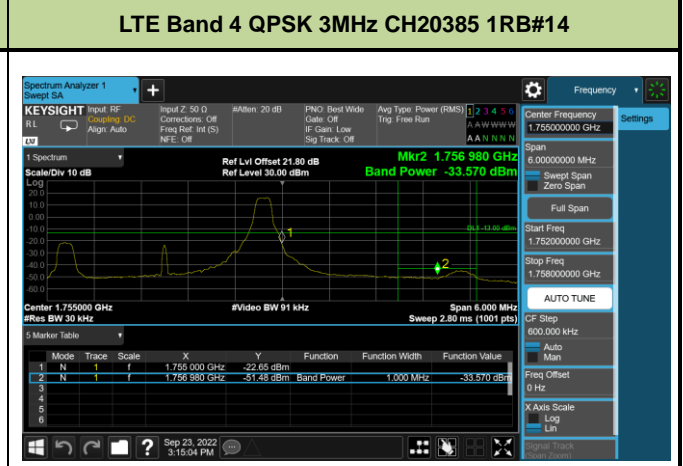 LTE Band 4 QPSK 3MHz CH20385 1RB#14
Spectrum Analyzer 1
Swept SA
+
Frequency
KEYSIGHT
Input: RF
Coupling: DC
Align: Auto
Input Z: 50 Ω
Corrections: Off
Freq Ref: Int (S)
NFE: Off
#Atten: 20 dB
PNO: Best Wide
Gate: Off
IF Gain: Low
Sig Track: Off
Avg Type: Power (RMS)
Trig: Free Run
1 2 3 4 5 6
A A W W W W
A A N N N N
R L
LXI
Center Frequency
1.755000000 GHz
Settings
Span
6.00000000 MHz
Swept Span
Zero Span
Full Span
Start Freq
1.752000000 GHz
Stop Freq
1.758000000 GHz
AUTO TUNE
CF Step
600.000 kHz
Auto
Man
Freq Offset
0 Hz
X Axis Scale
Log
Lin
Signal Track
(Span Zoom)
1 Spectrum
Scale/Div 10 dB
Ref Lvl Offset 21.80 dB
Ref Level 30.00 dBm
Mkr2 1.756 980 GHz
Band Power -33.570 dBm
Log
20.0
10.0
0.00
-10.0
-20.0
-30.0
-40.0
-50.0
-60.0
DL1 -13.00 dBm
1
2
Center 1.755000 GHz
#Video BW 91 kHz
Span 6.000 MHz
#Res BW 30 kHz
Sweep 2.80 ms (1001 pts)
5 Marker Table
Mode Trace Scale X Y Function Function Width Function Value
1 N 1 f 1.755 000 GHz -22.65 dBm
2 N 1 f 1.756 980 GHz -51.48 dBm Band Power 1.000 MHz -33.570 dBm
3
4
5
6
?
Sep 23, 2022
3:15:04 PM